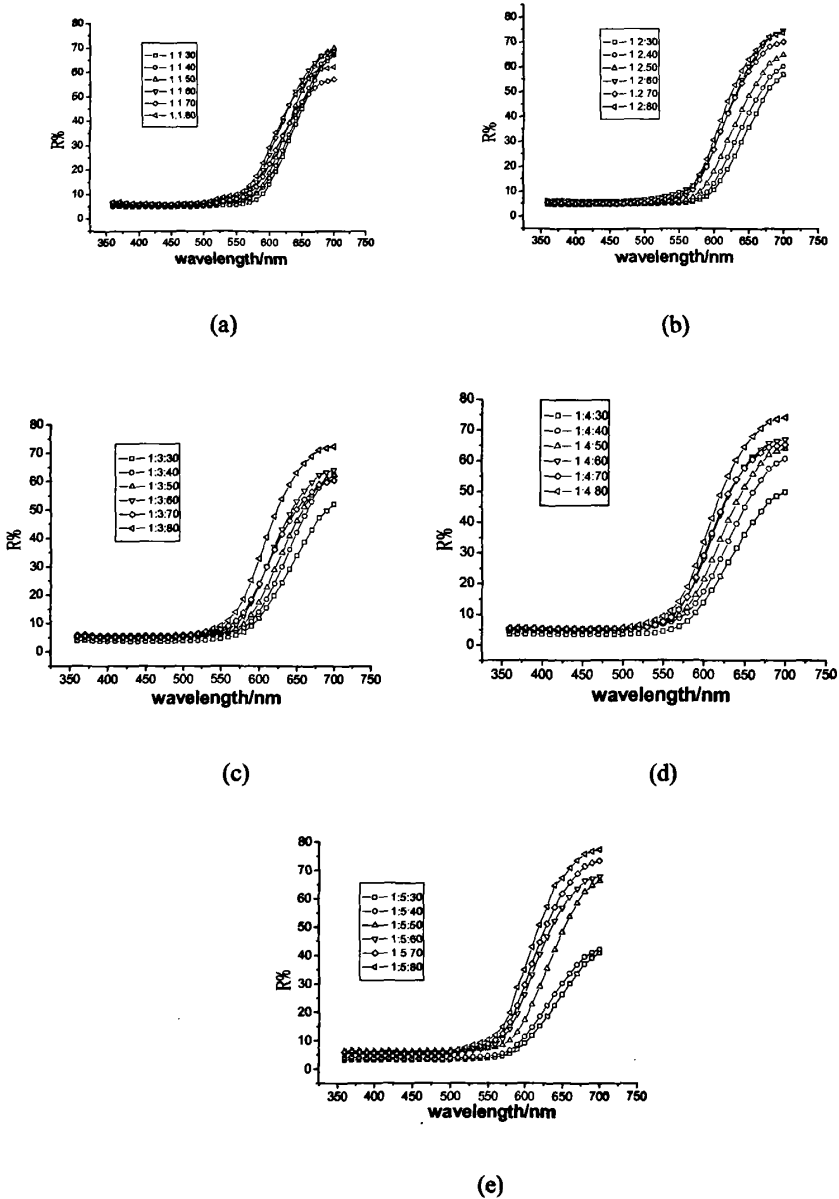 80
70
60
50
40
30
20
10
0
R%
1 1 30
1 1 40
1 1 50
1 1 60
1 1 70
1.1.80
350 400 450 500 550 600 650 700 750
wavelength/nm
(a)
80
70
60
50
40
30
20
10
0
R%
1 2:30
1 2.40
1 2.50
1 2·60
1.2 70
1 2:80
350 400 450 500 550 600 650 700 750
wavelength/nm
(b)
80
70
60
50
40
30
20
10
0
R%
1:3:30
1:3:40
1:3:50
1:3:60
1:3:70
1:3:80
350 400 450 500 550 600 650 700 750
wavelength/nm
(c)
80
70
60
50
40
30
20
10
0
R%
1:4:30
1:4:40
1 4 50
1 4 60
1:4:70
1·4 80
350 400 450 500 550 600 650 700 750
wavelength/nm
(d)
80
70
60
50
40
30
20
10
0
R%
1:5:30
1:5·40
1:5:50
1:5:60
1 5 70
1:5:80
350 400 450 500 550 600 650 700 750
wavelength/nm
(e)